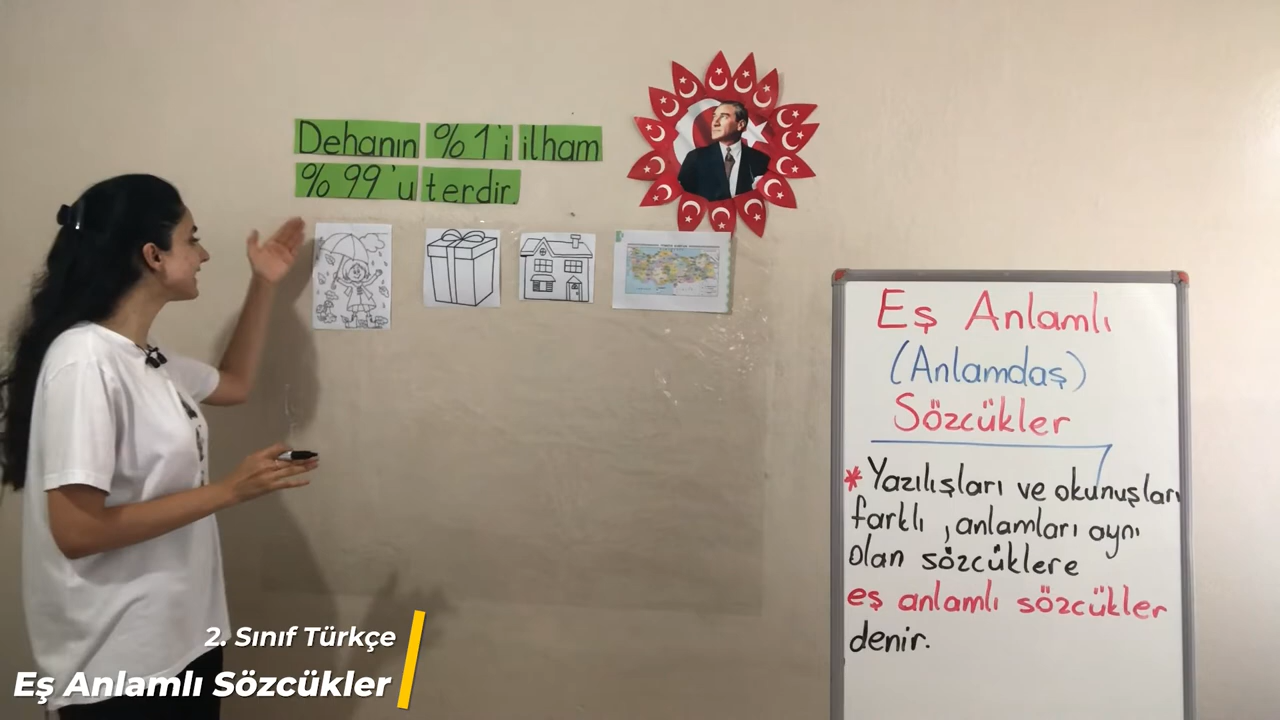 Dehanın %1'i ilham
%99'u terdir.
Eş Anlamlı
(Anlamdaş)
Sözcükler
* Yazılışları ve okunuşları
farklı, anlamları aynı
olan sözcüklere
eş anlamlı sözcükler
denir.
2. Sınıf Türkçe
Eş Anlamlı Sözcükler